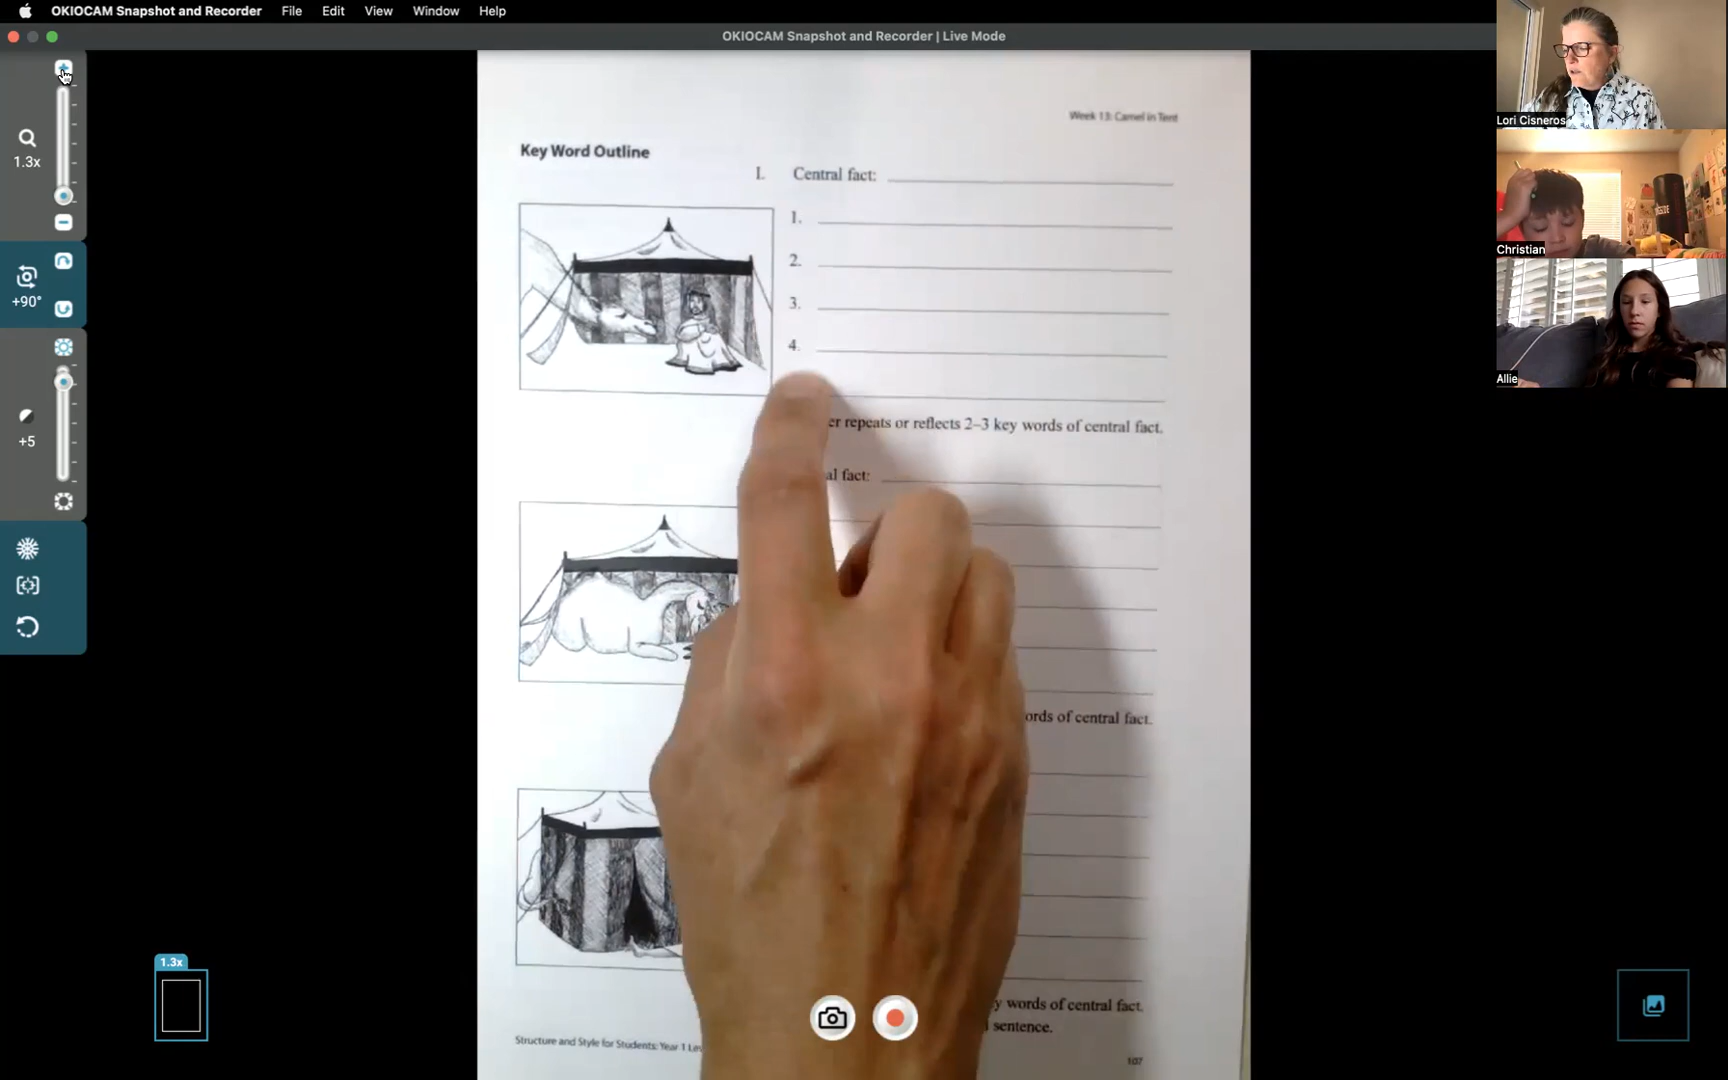 OKIOCAM Snapshot and Recorder File Edit View Window Help
OKIOCAM Snapshot and Recorder | Live Mode
1.3x
+90°
+5
1.3x
Week 13: Camel in Tent
Key Word Outline
I. Central fact:
1.
2.
3.
4.
er repeats or reflects 2–3 key words of central fact.
al fact:
ords of central fact.
y words of central fact.
sentence.
Structure and Style for Students: Year 1 Le
107
Lori Cisneros
Christian
Allie